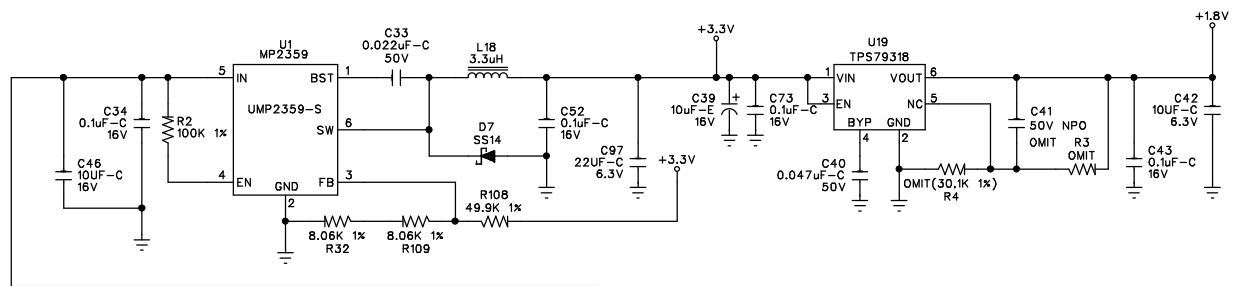 +1.8V
+3.3V
C33
0.022uF-C
50V
U1
MP2359
L18
3.3uH
U19
TPS79318
5
IN
BST
1
1
VIN
VOUT
6
C34
0.1uF-C
16V
R2
100K 1%
UMP2359-S
SW
6
C52
0.1uF-C
16V
C39
10uF-E
16V
+
C73
0.1uF-C
16V
3
EN
NC
5
BYP
GND
4
2
C41
50V NPO
OMIT
R3
OMIT
C42
10UF-C
6.3V
D7
SS14
C46
10UF-C
16V
C97
22UF-C
6.3V
+3.3V
C40
0.047uF-C
50V
OMIT(30.1K 1%)
R4
C43
0.1uF-C
16V
4
EN
GND
2
FB
3
R108
49.9K 1%
8.06K 1%
R32
8.06K 1%
R109